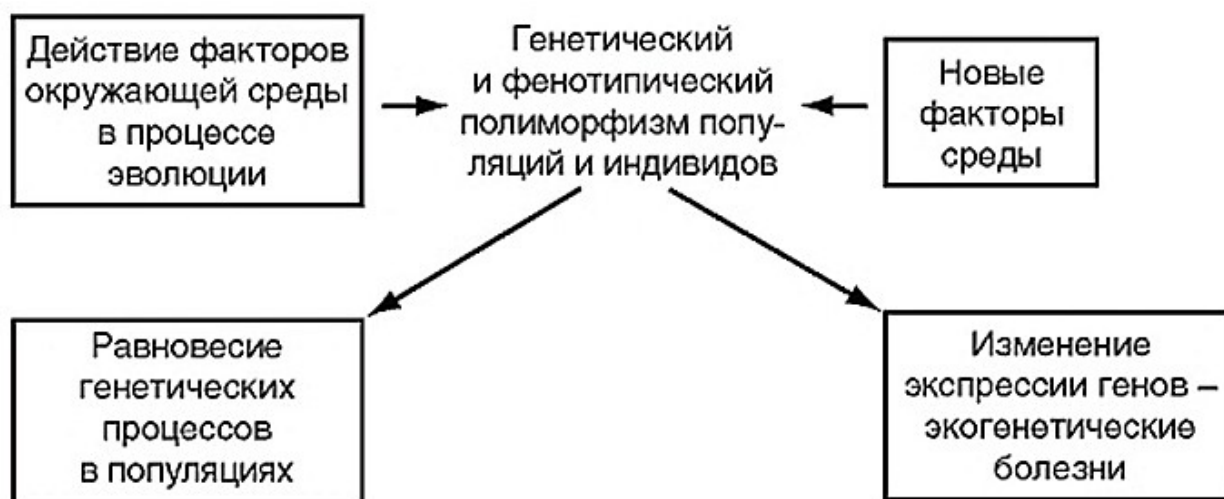 Действие факторов
окружающей среды
в процессе
эволюции
Генетический
и фенотипический
полиморфизм попу-
ляций и индивидов
Новые
факторы
среды
Равновесие
генетических
процессов
в популяциях
Изменение
экспрессии генов –
экогенетические
болезни